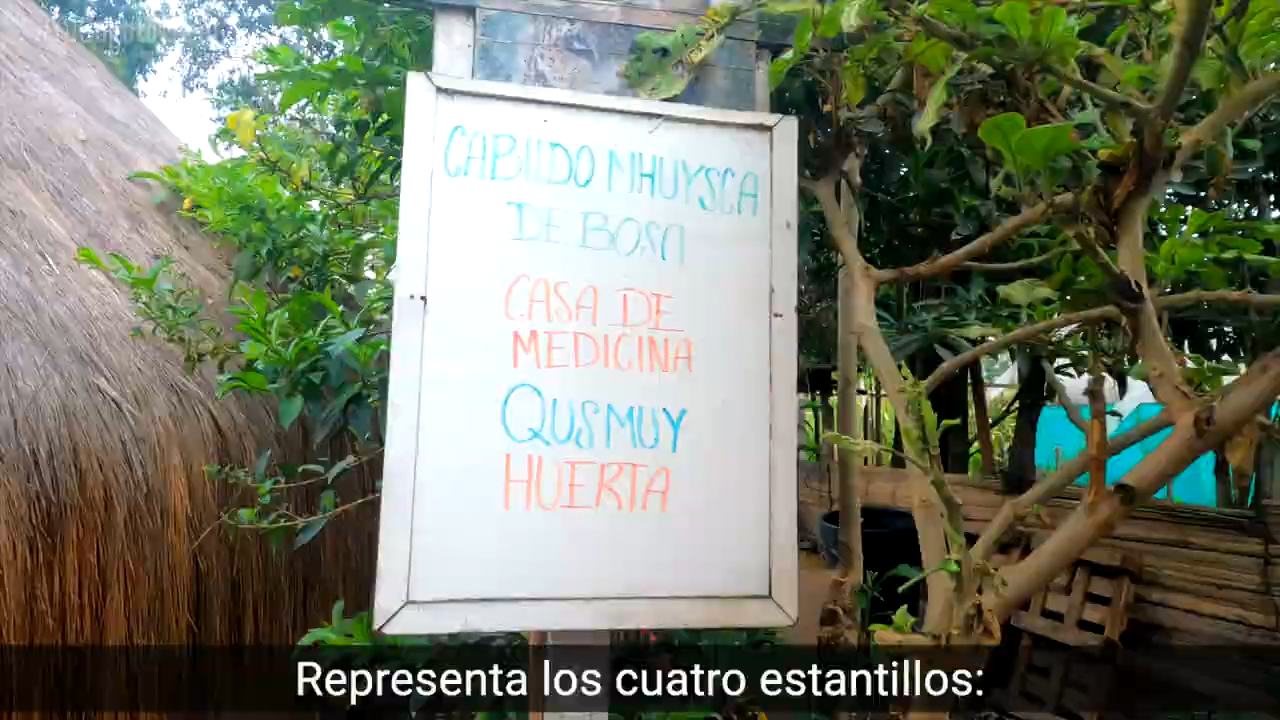 CABILDO MHUYSCA
DE BOSA
CASA DE
MEDICINA
QUSMUY
HUERTA
Representa los cuatro estantillos: